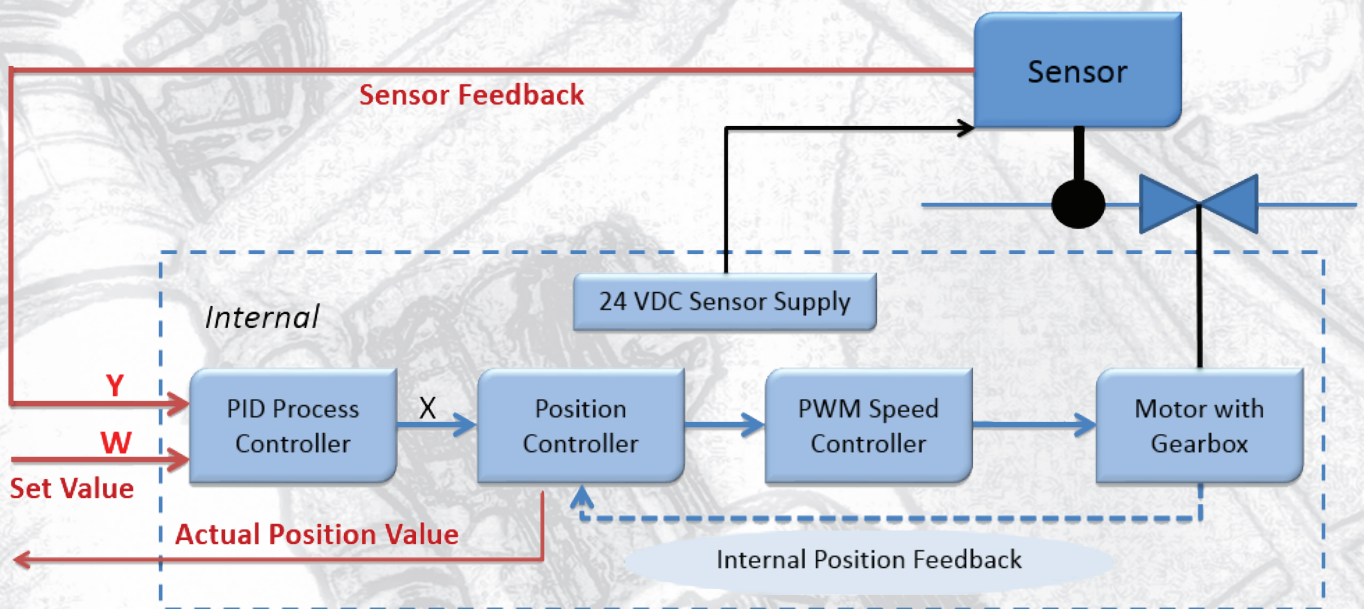 Sensor
Sensor Feedback
24 VDC Sensor Supply
Internal
Y
PID Process
Controller
X
Position
Controller
PWM Speed
Controller
Motor with
Gearbox
W
Set Value
Actual Position Value
Internal Position Feedback